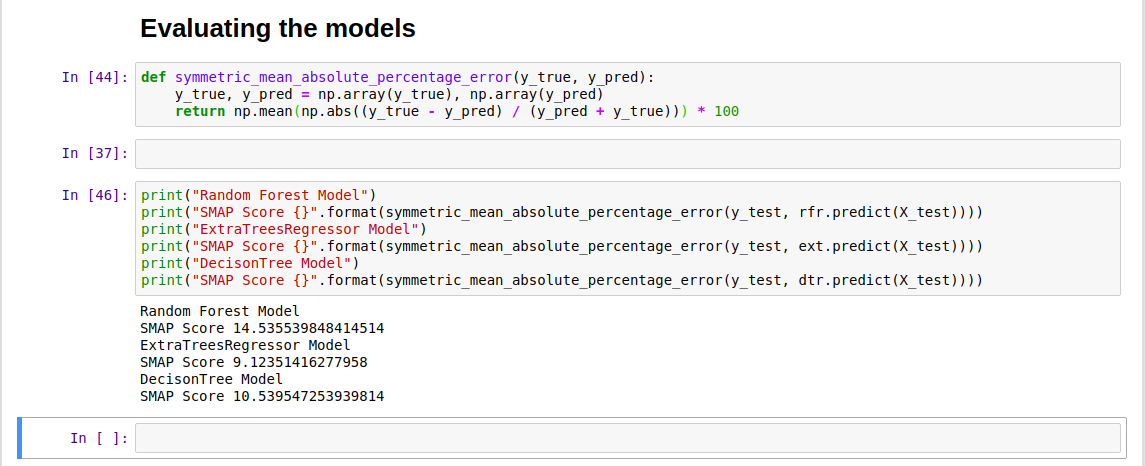 Evaluating the models
In [44]: def symmetric_mean_absolute_percentage_error(y_true, y_pred):
    y_true, y_pred = np.array(y_true), np.array(y_pred)
    return np.mean(np.abs((y_true - y_pred) / (y_pred + y_true))) * 100
In [37]:
In [46]: print("Random Forest Model")
print("SMAP Score {}".format(symmetric_mean_absolute_percentage_error(y_test, rfr.predict(X_test))))
print("ExtraTreesRegressor Model")
print("SMAP Score {}".format(symmetric_mean_absolute_percentage_error(y_test, ext.predict(X_test))))
print("DecisonTree Model")
print("SMAP Score {}".format(symmetric_mean_absolute_percentage_error(y_test, dtr.predict(X_test))))
Random Forest Model
SMAP Score 14.535539848414514
ExtraTreesRegressor Model
SMAP Score 9.12351416277958
DecisonTree Model
SMAP Score 10.539547253939814
In [ ]: